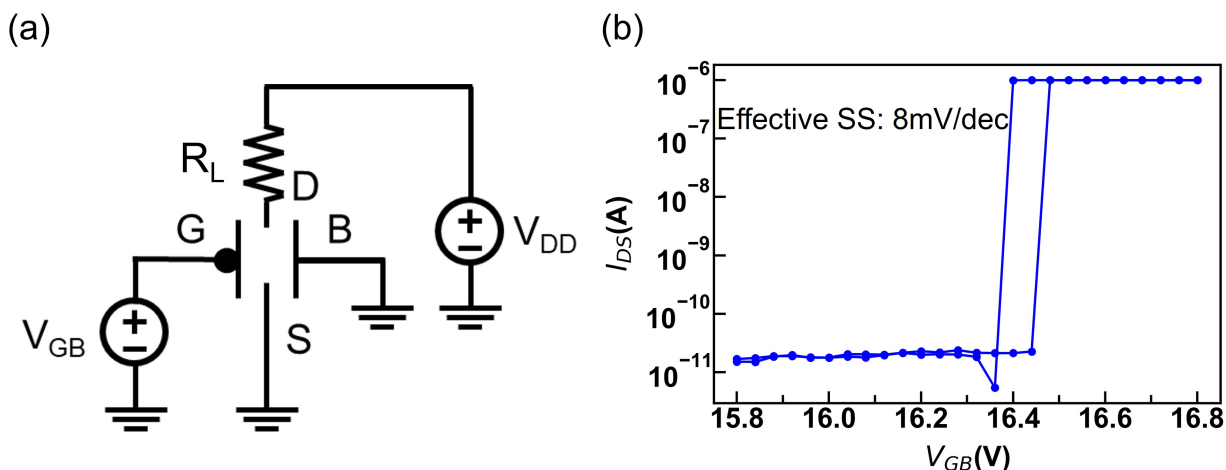 (a)
R_L
D
G
B
V_DD
V_GB
S
+
−
+
−
(b)
Effective SS: 8mV/dec
I_DS(A)
10^−6
10^−7
10^−8
10^−9
10^−10
10^−11
15.8 16.0 16.2 16.4 16.6 16.8
V_GB(V)